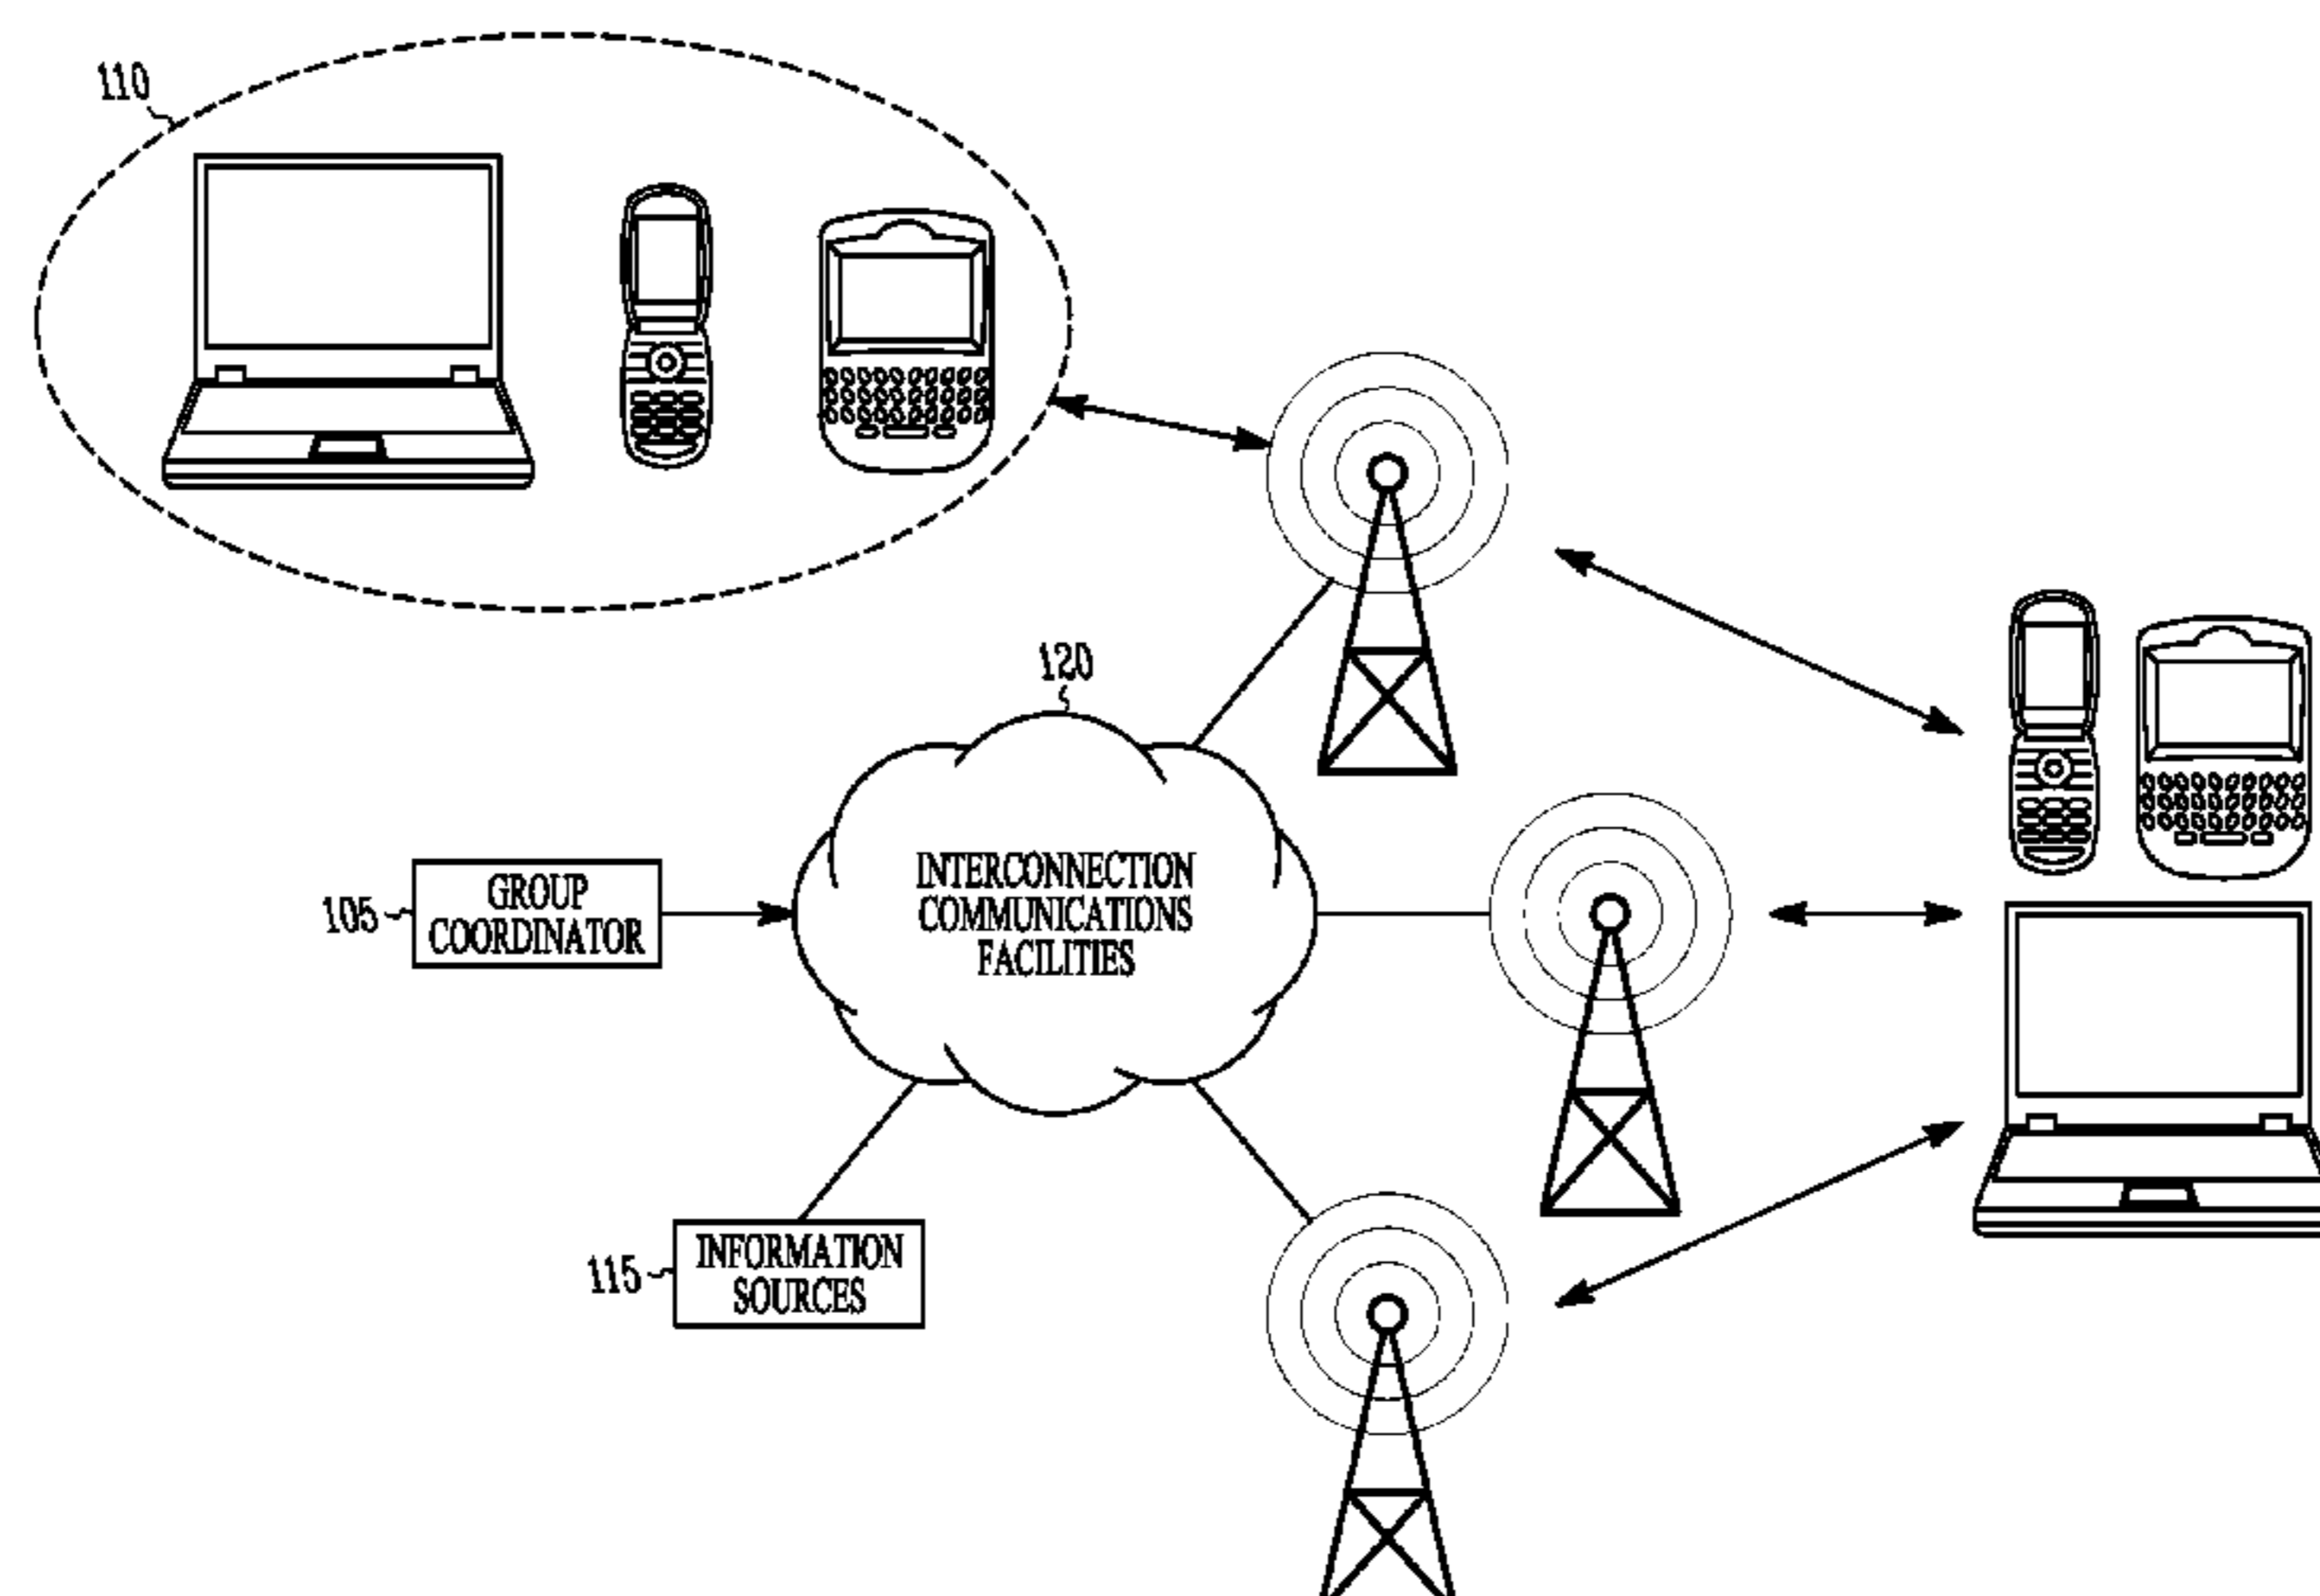 110
120
INTERCONNECTION
COMMUNICATIONS
FACILITIES
105
GROUP
COORDINATOR
115
INFORMATION
SOURCES